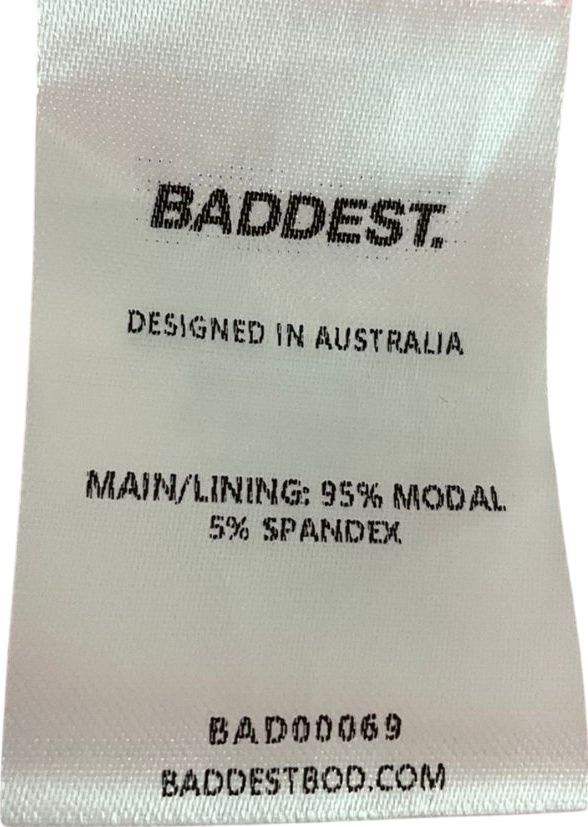 BADDEST.
DESIGNED IN AUSTRALIA
MAIN/LINING: 95% MODAL
5% SPANDEX
BAD00069
BADDESTBOD.COM